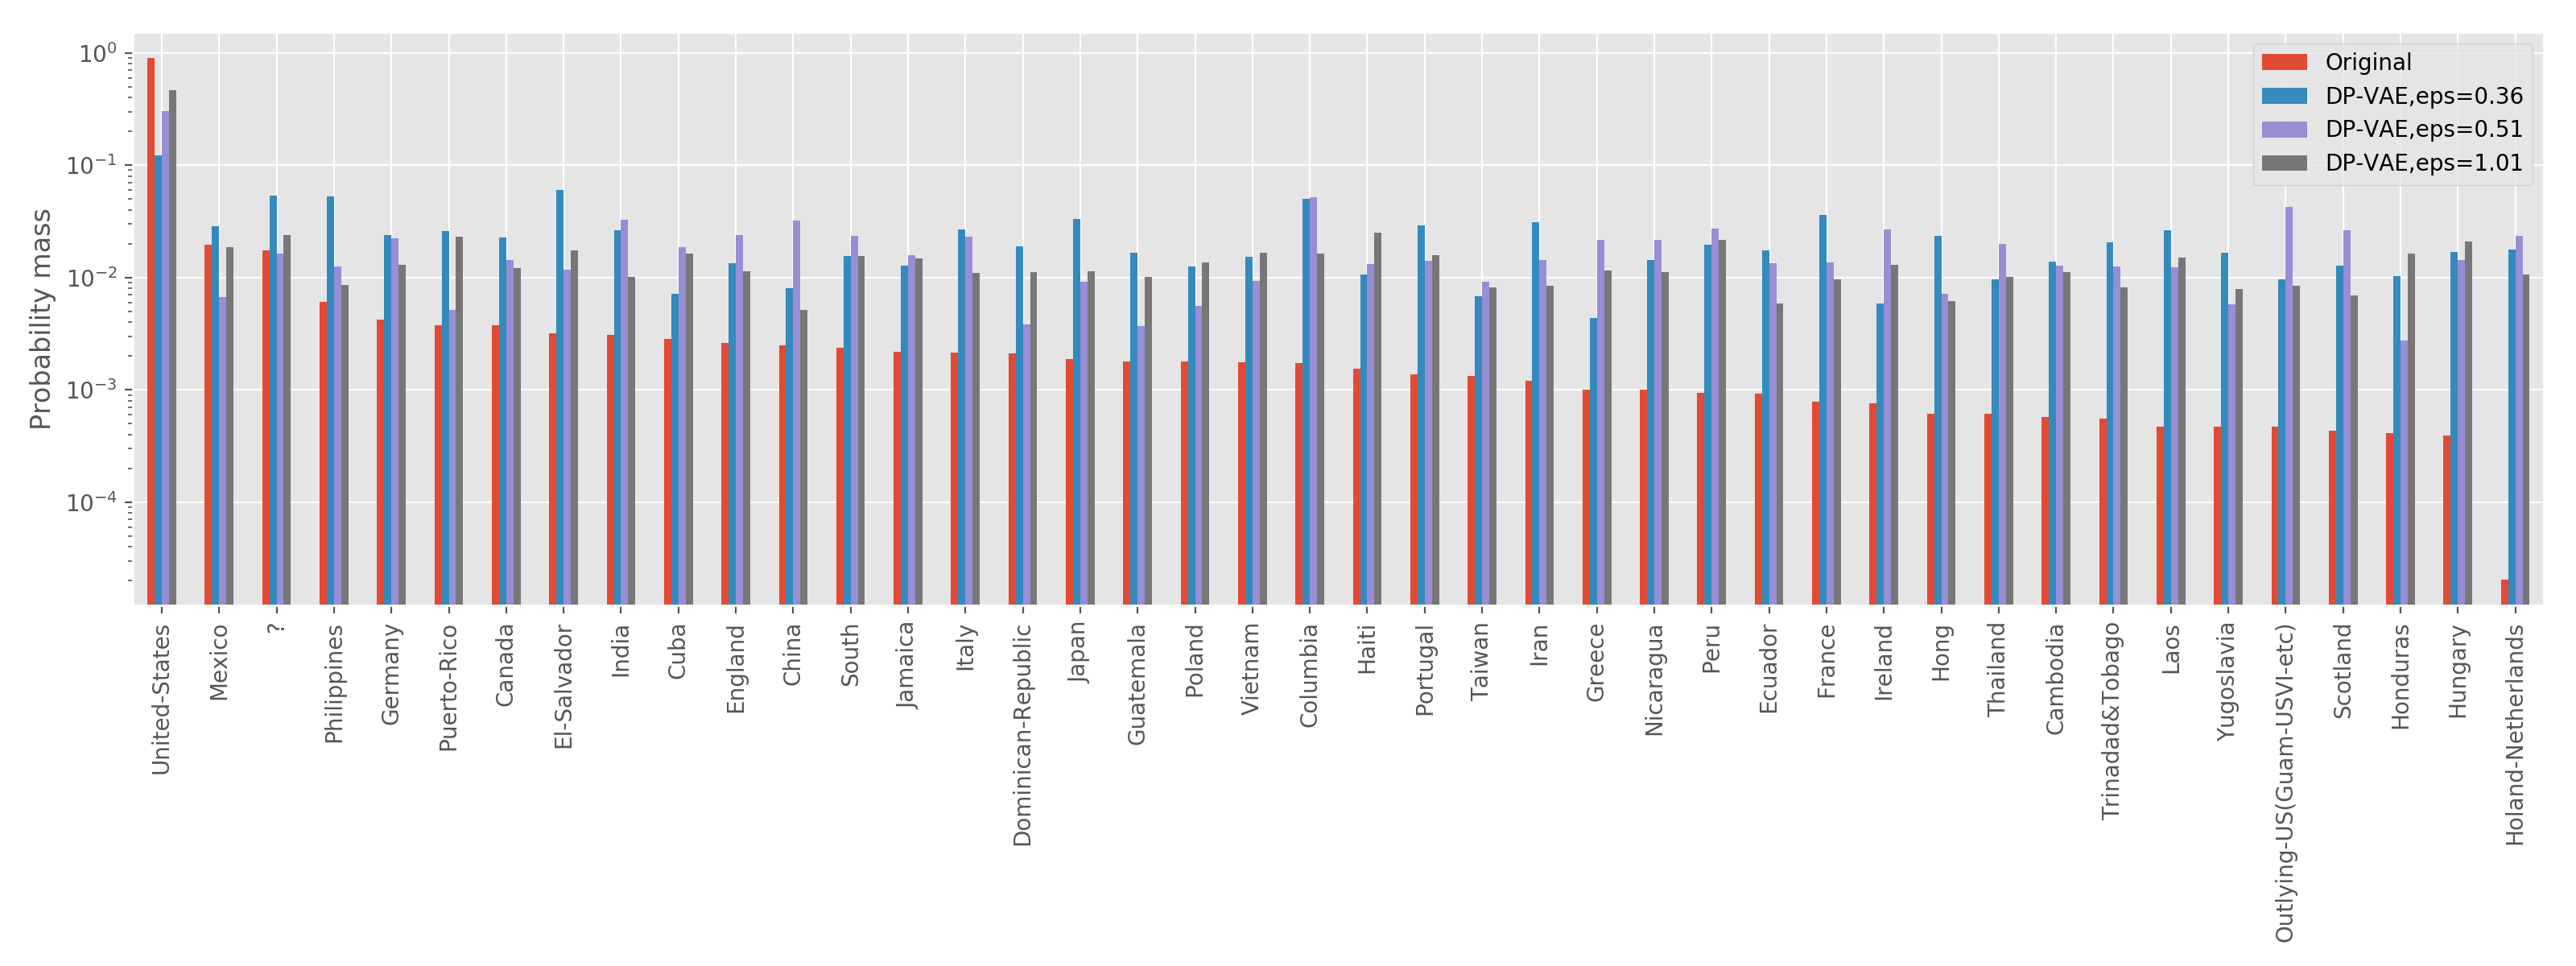 Probability mass
10⁰
10⁻¹
10⁻²
10⁻³
10⁻⁴
Original
DP-VAE,eps=0.36
DP-VAE,eps=0.51
DP-VAE,eps=1.01
United-States
Mexico
?
Philippines
Germany
Puerto-Rico
Canada
El-Salvador
India
Cuba
England
China
South
Jamaica
Italy
Dominican-Republic
Japan
Guatemala
Poland
Vietnam
Columbia
Haiti
Portugal
Taiwan
Iran
Greece
Nicaragua
Peru
Ecuador
France
Ireland
Hong
Thailand
Cambodia
Trinadad&Tobago
Laos
Yugoslavia
Outlying-US(Guam-USVI-etc)
Scotland
Honduras
Hungary
Holand-Netherlands